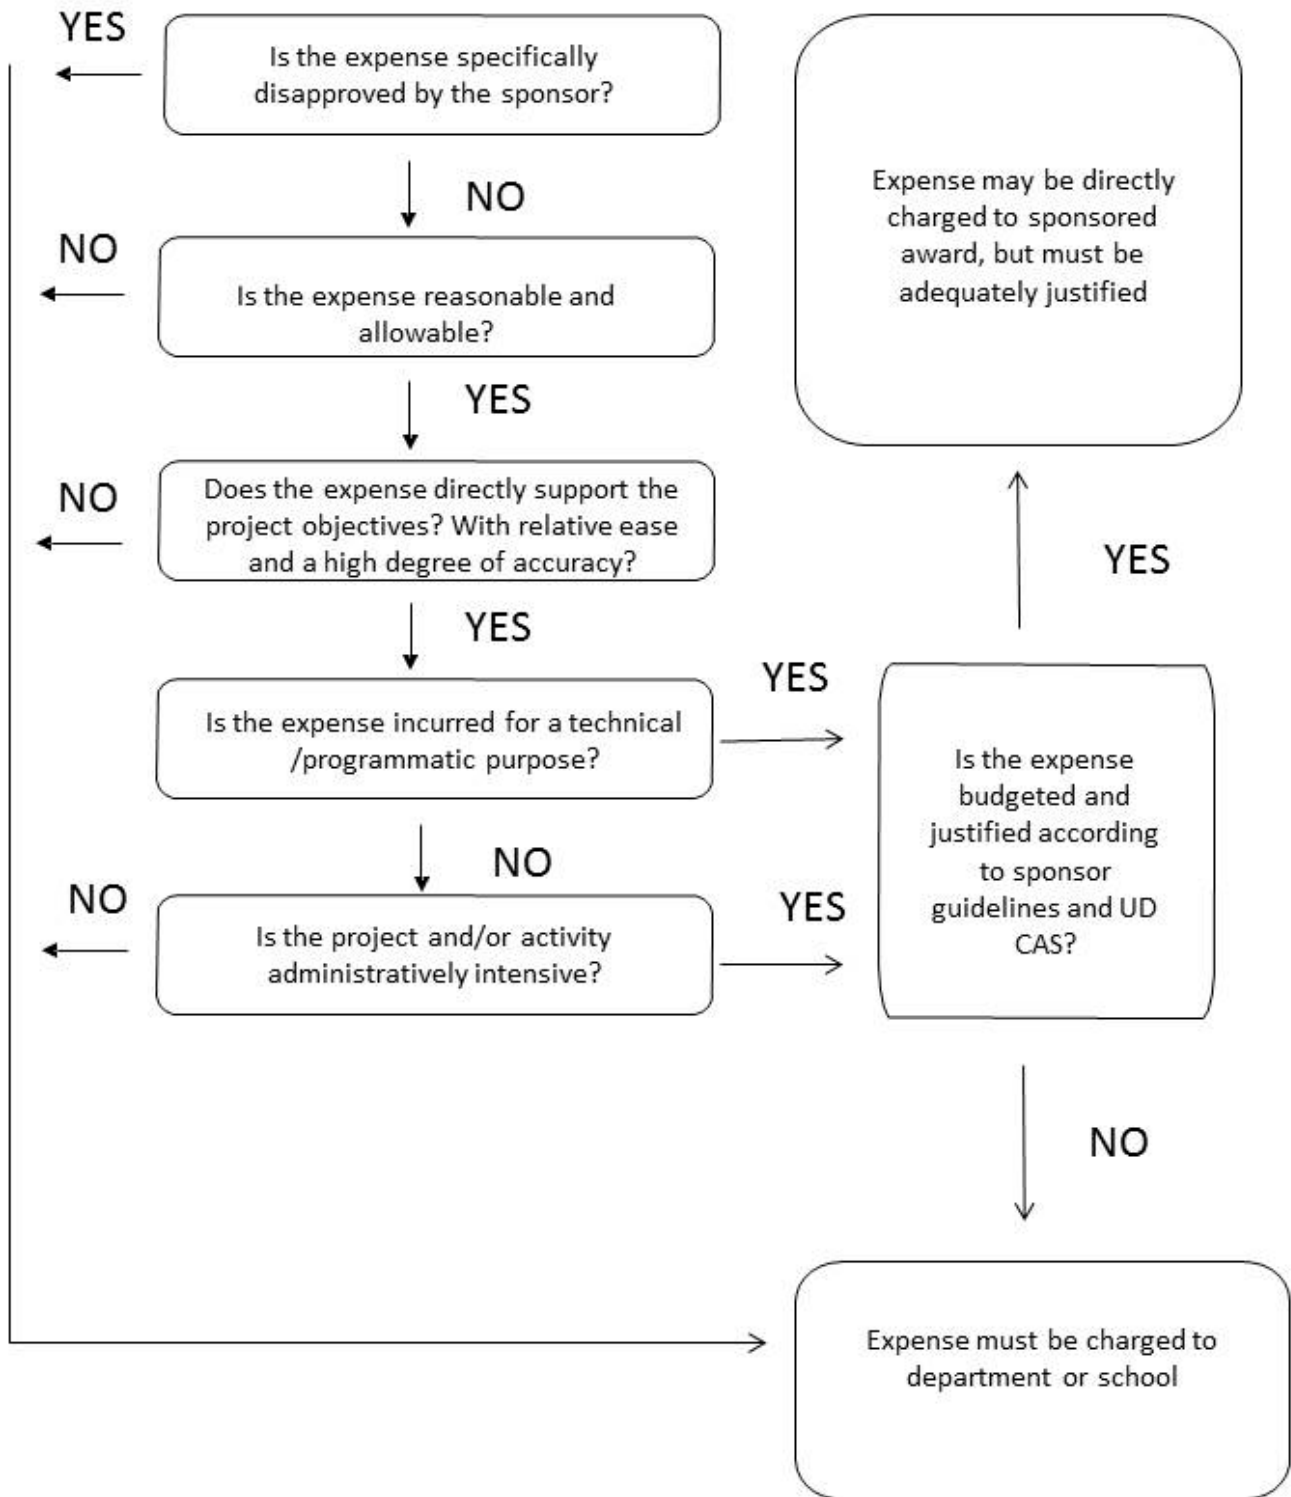 YES
Is the expense specifically
disapproved by the sponsor?
NO
NO
Is the expense reasonable and
allowable?
YES
NO
Does the expense directly support the
project objectives? With relative ease
and a high degree of accuracy?
YES
Is the expense incurred for a technical
/programmatic purpose?
YES
NO
NO
Is the project and/or activity
administratively intensive?
YES
Is the expense
budgeted and
justified according
to sponsor
guidelines and UD
CAS?
YES
Expense may be directly
charged to sponsored
award, but must be
adequately justified
NO
Expense must be charged to
department or school